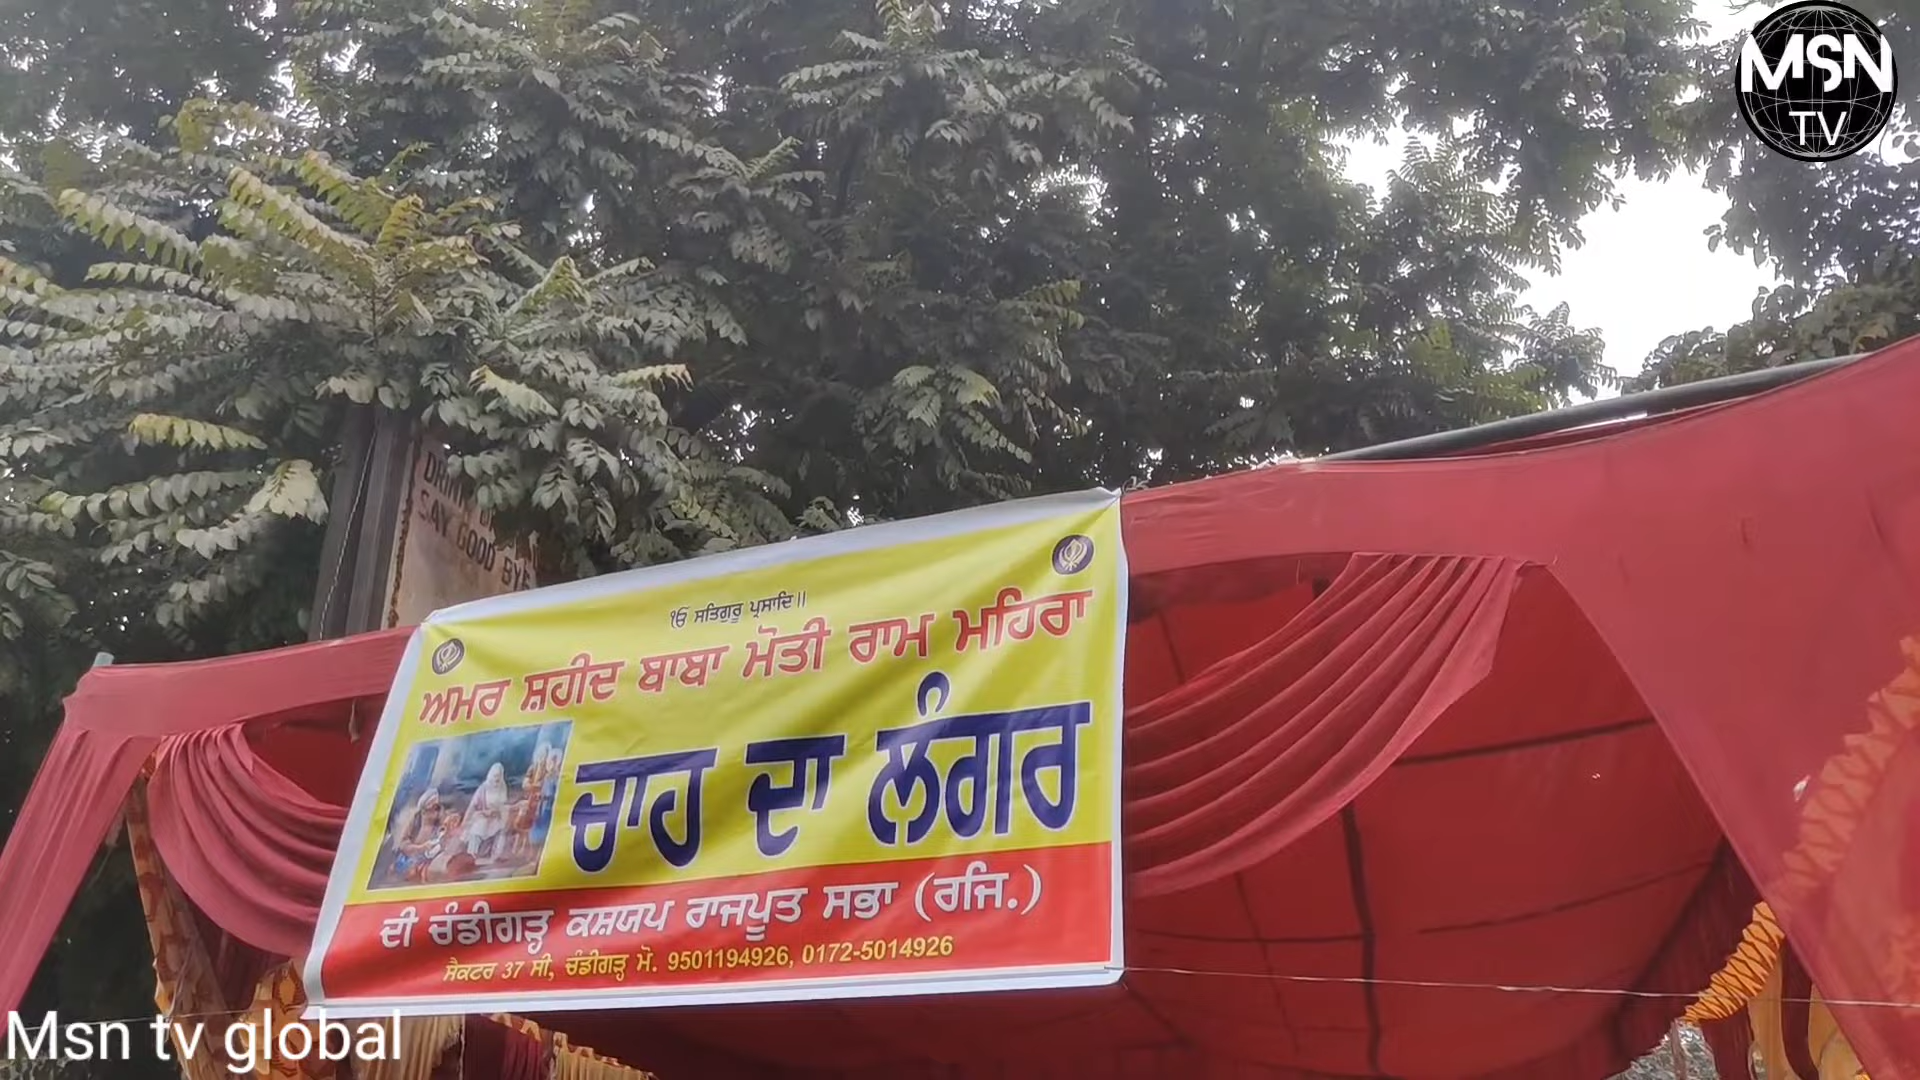 MSN
TV
DRINK
SAY GOOD BYE
ੴ ਸਤਿਗੁਰੂ ਪ੍ਰਸਾਦਿ॥
ਅਮਰ ਸ਼ਹੀਦ ਬਾਬਾ ਮੋਤੀ ਰਾਮ ਮਹਿਰਾ
ਚਾਹ ਦਾ ਲੰਗਰ
ਦੀ ਚੰਡੀਗੜ੍ਹ ਕਸ਼ਯਪ ਰਾਜਪੂਤ ਸਭਾ (ਰਜਿ.)
ਸੈਕਟਰ 37 ਸੀ, ਚੰਡੀਗੜ੍ਹ ਮੋ. 9501194926, 0172-5014926
Msn tv global